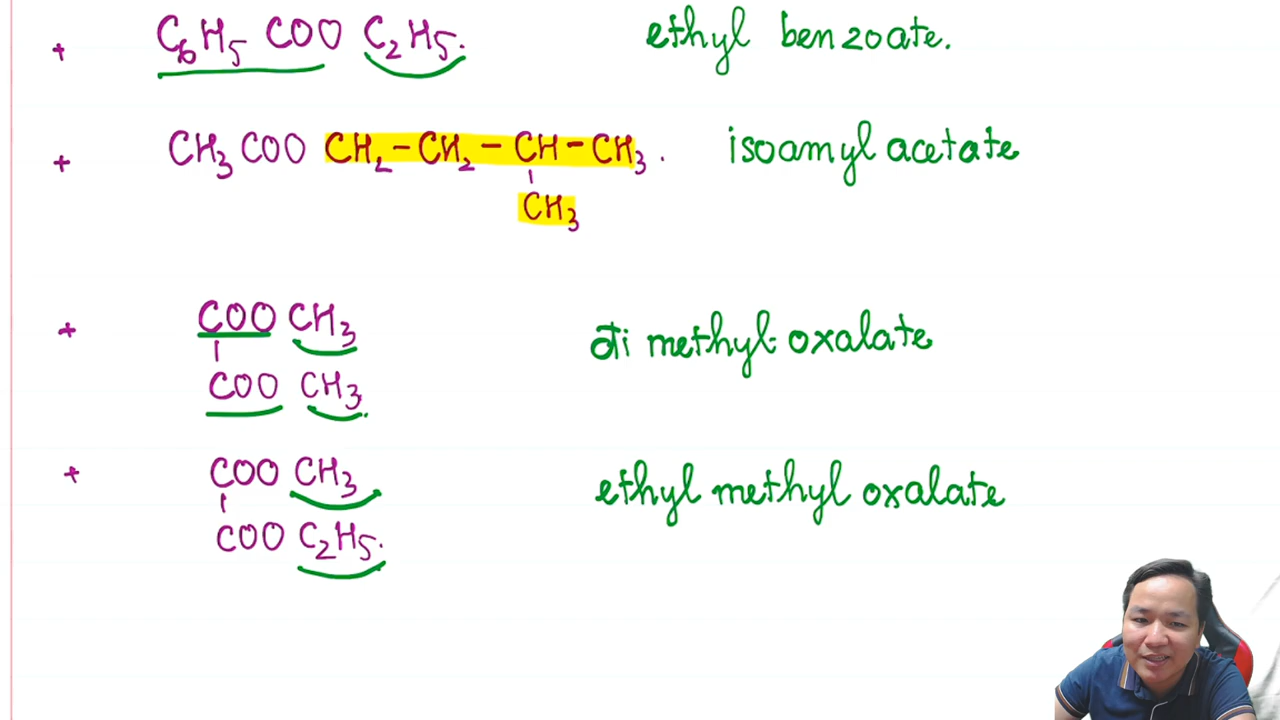 + C₆H₅ COO C₂H₅. ethyl benzoate.
+ CH₃ COO CH₂ – CH₂ – CH – CH₃. isoamyl acetate
CH₃
+ COO CH₃
đi methyl oxalate
COO CH₃.
+ COO CH₃ ethyl methyl oxalate
COO C₂H₅.